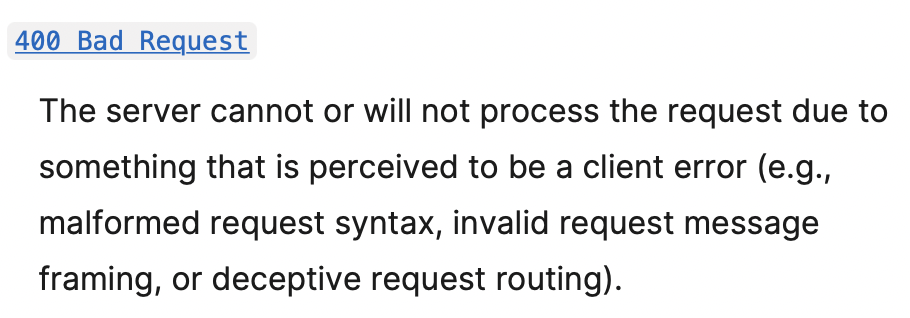 400 Bad Request
The server cannot or will not process the request due to
something that is perceived to be a client error (e.g.,
malformed request syntax, invalid request message
framing, or deceptive request routing).